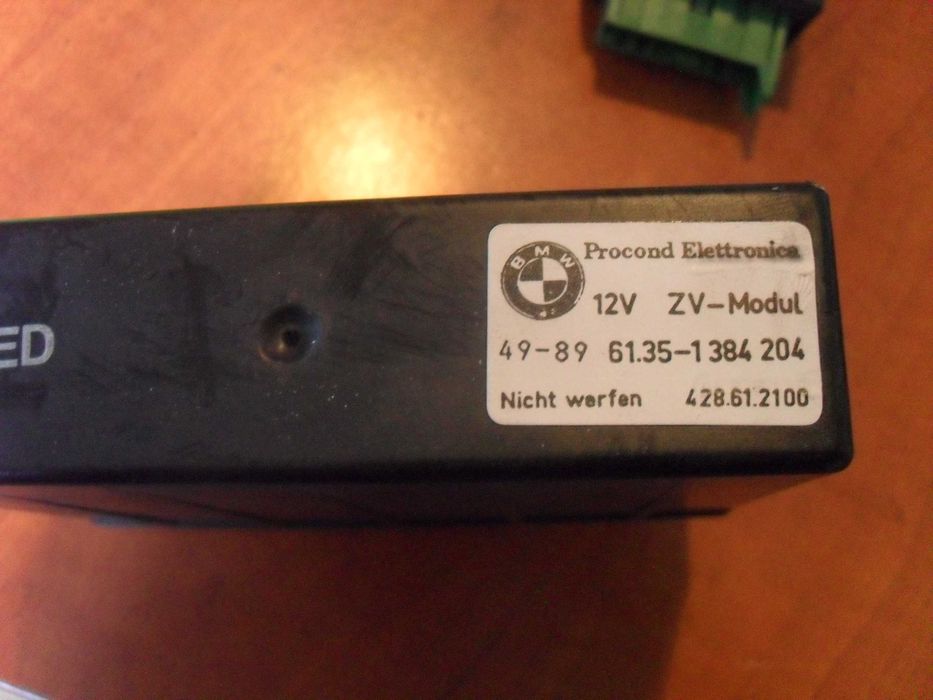 ED
BMW
Procond Elettronica
12V ZV-Modul
49-89 61.35-1 384 204
Nicht werfen 428.61.2100